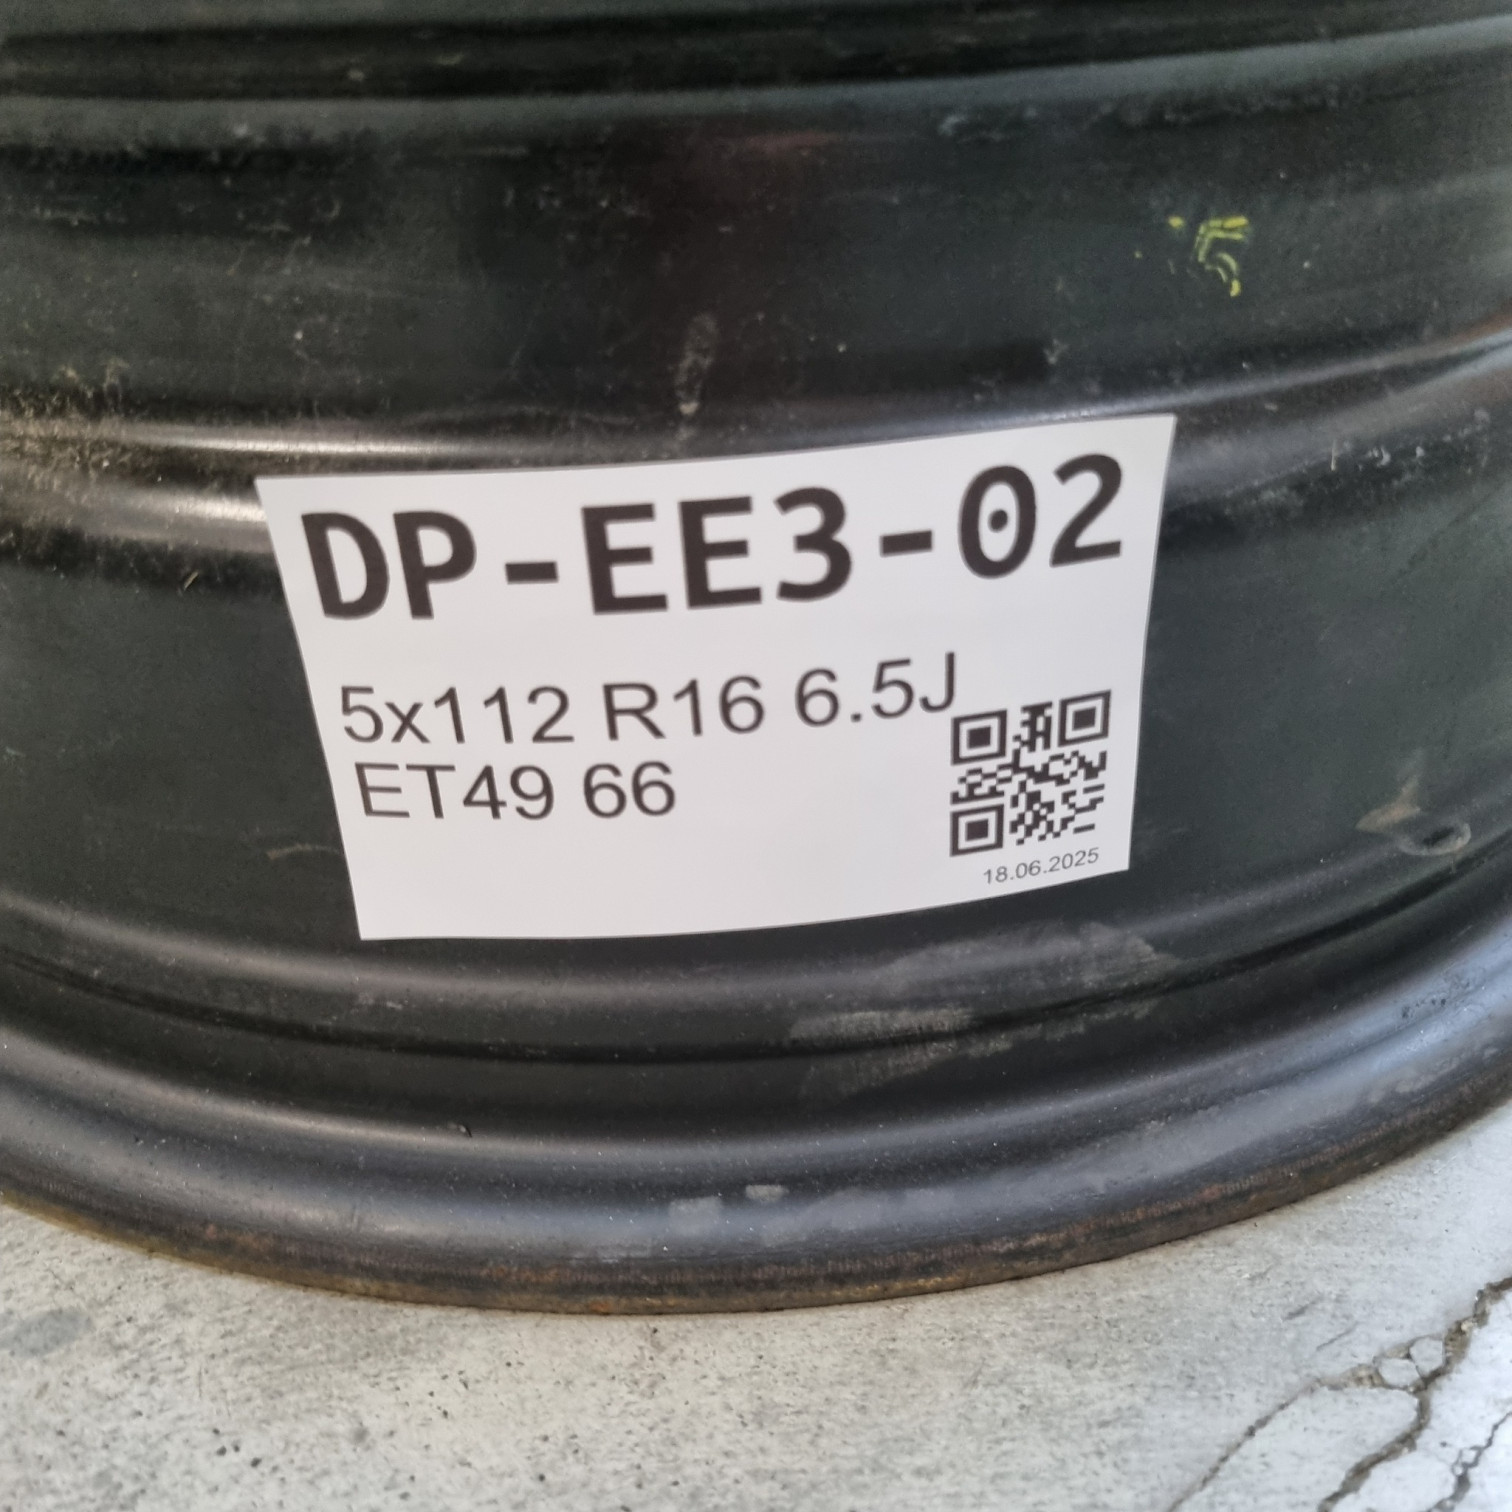 DP-EE3-02
5x112 R16 6.5J
ET49 66
18.06.2025